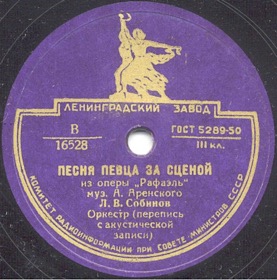 ЛЕНИНГРАДСКИЙ ЗАВОД
В
16528
ГОСТ 5289-50
III кл.
ПЕСНЯ ПЕВЦА ЗА СЦЕНОЙ
из оперы „Рафаэль"
муз. А. Аренского
Л. В. Собинов
Оркестр (перепись
с акустической
записи)
КОМИТЕТ РАДИОИНФОРМАЦИИ ПРИ СОВЕТЕ МИНИСТРОВ СССР